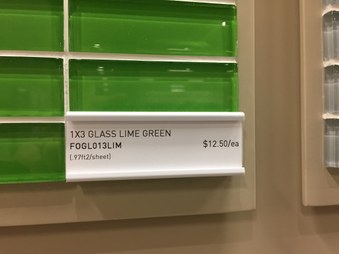 1X3 GLASS LIME GREEN
FOGL013LIM $12.50/ea
(.97ft2/sheet)